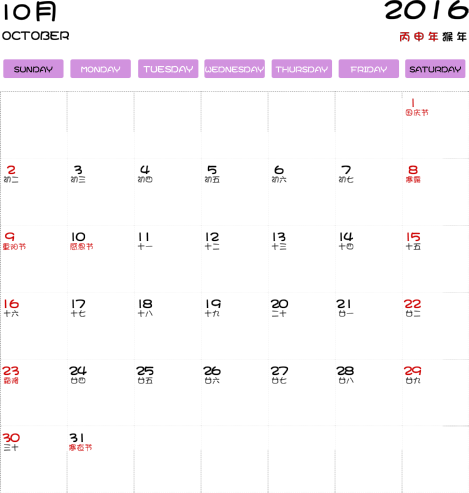 10月 2016
OCTOBER 丙申年猴年
SUNDAY MONDAY TUESDAY WEDNESDAY THURSDAY FRIDAY SATURDAY
1
国庆节
2 3 4 5 6 7 8
初二 初三 初四 初五 初六 初七 寒露
9 10 11 12 13 14 15
重阳节 感恩节 十一 十二 十三 十四 十五
16 17 18 19 20 21 22
十六 十七 十八 十九 二十 廿一 廿二
23 24 25 26 27 28 29
霜降 廿四 廿五 廿六 廿七 廿八 廿九
30 31
三十 寒衣节